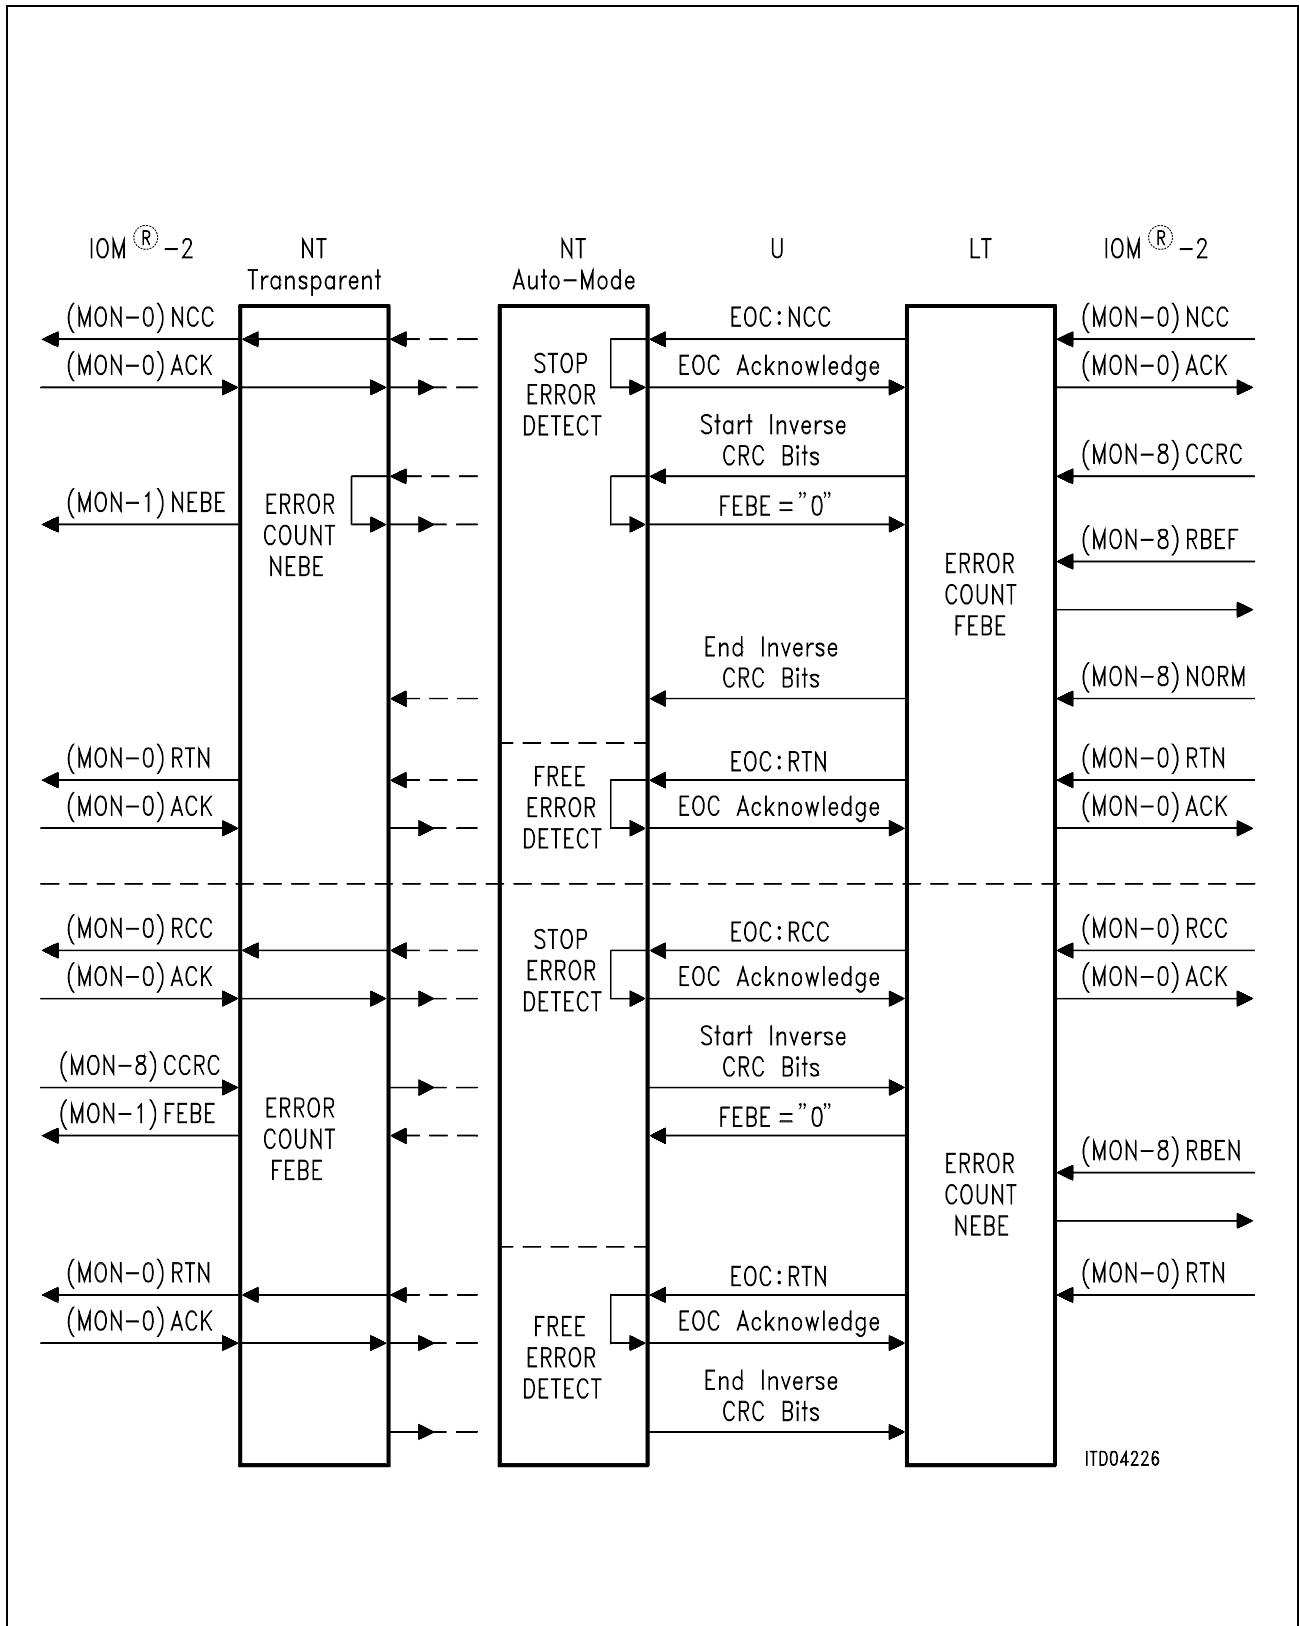 IOM®-2 NT NT U LT IOM®-2
Transparent Auto-Mode
(MON-0) NCC EOC:NCC (MON-0) NCC
(MON-0) ACK STOP EOC Acknowledge (MON-0) ACK
ERROR
DETECT Start Inverse
CRC Bits (MON-8) CCRC
(MON-1) NEBE ERROR FEBE = "0"
COUNT (MON-8) RBEF
NEBE ERROR
COUNT
FEBE
End Inverse
CRC Bits (MON-8) NORM
(MON-0) RTN FREE EOC:RTN (MON-0) RTN
(MON-0) ACK ERROR EOC Acknowledge (MON-0) ACK
DETECT
(MON-0) RCC STOP EOC:RCC (MON-0) RCC
(MON-0) ACK ERROR EOC Acknowledge (MON-0) ACK
DETECT
Start Inverse
(MON-8) CCRC CRC Bits
(MON-1) FEBE ERROR FEBE = "0"
COUNT (MON-8) RBEN
FEBE ERROR
COUNT
NEBE
(MON-0) RTN EOC:RTN (MON-0) RTN
(MON-0) ACK FREE EOC Acknowledge
ERROR
DETECT End Inverse
CRC Bits
ITD04226